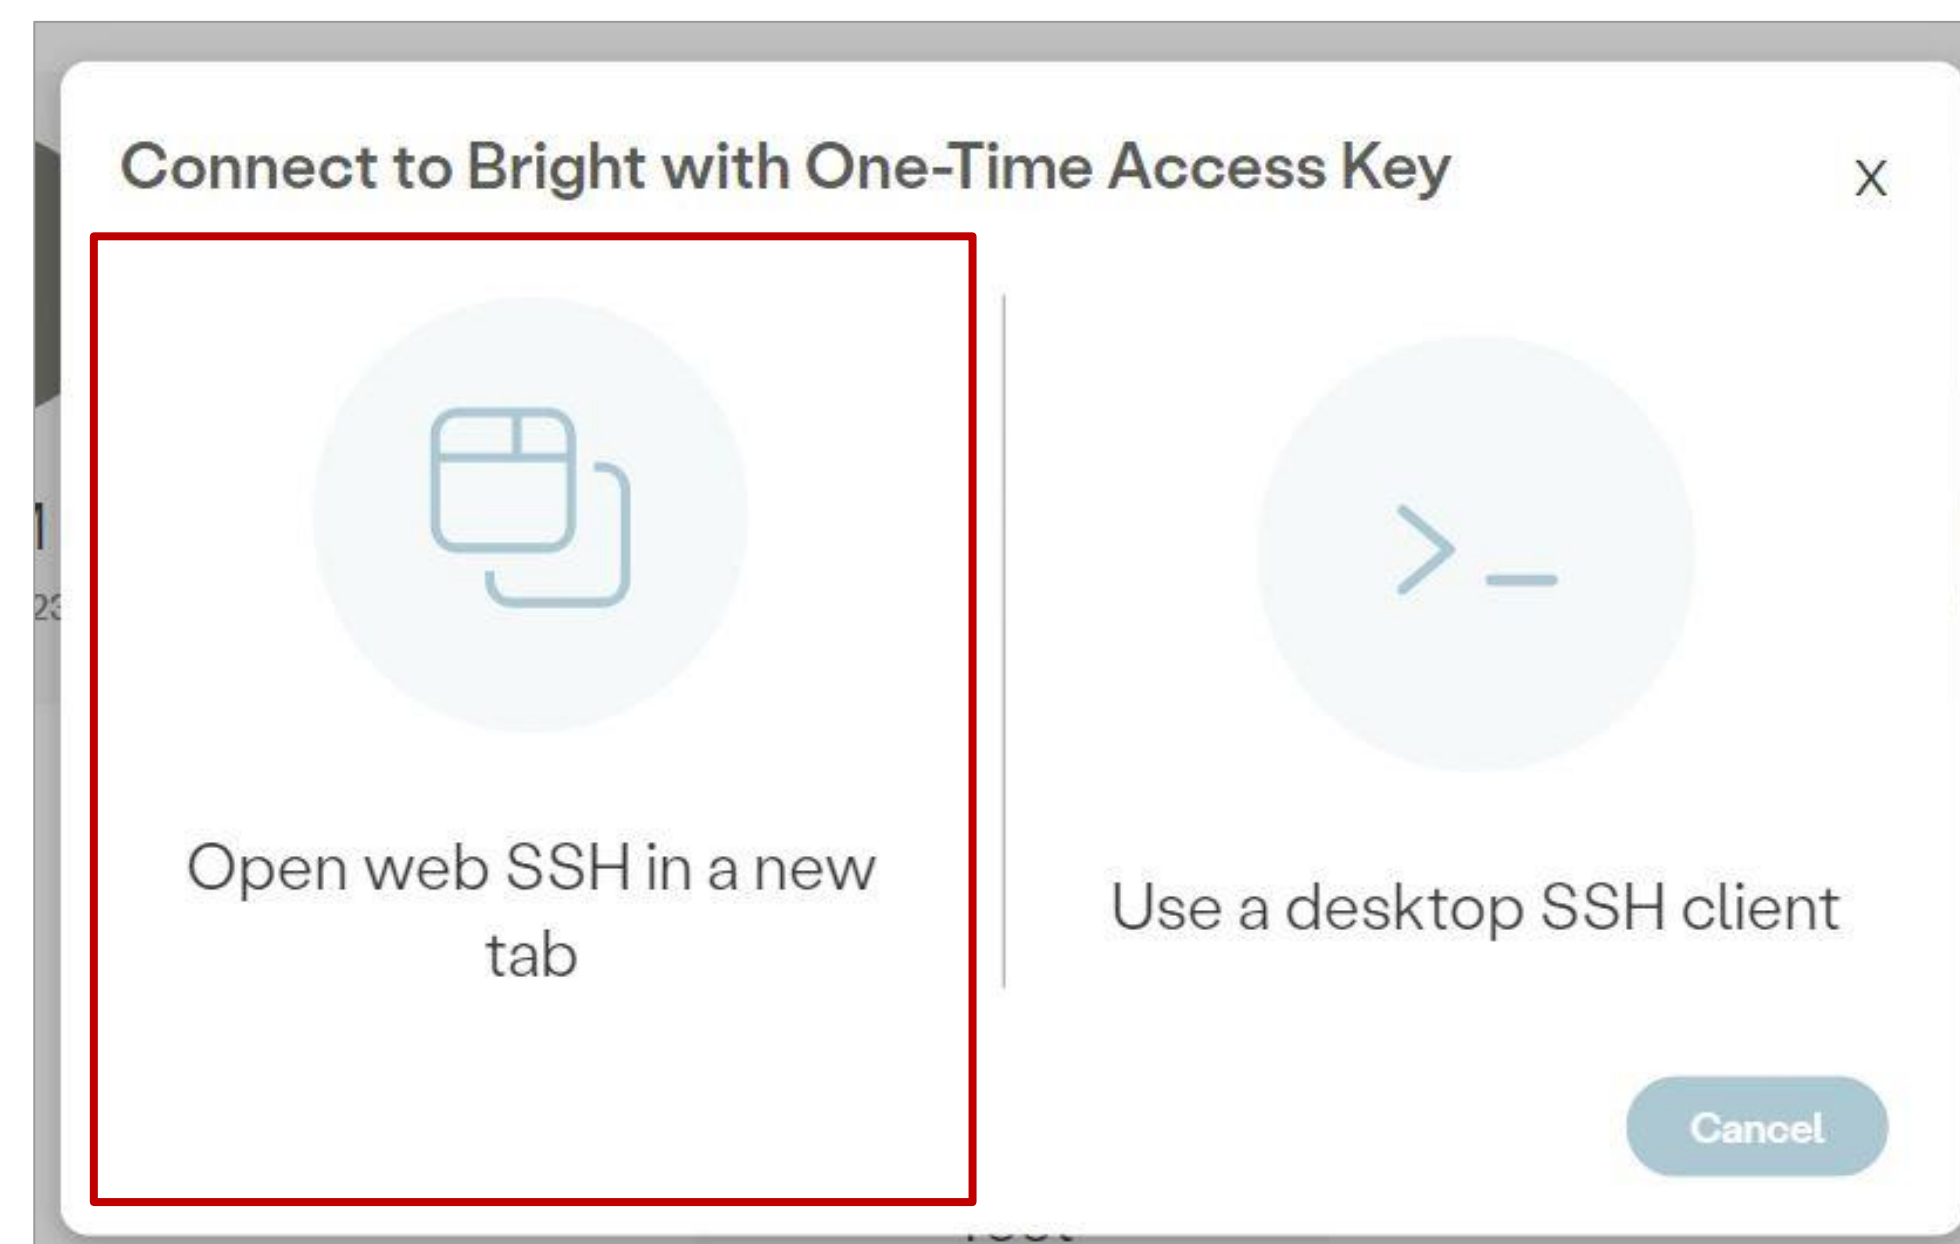 Connect to Bright with One-Time Access Key
X
Open web SSH in a new
tab
Use a desktop SSH client
Cancel
23